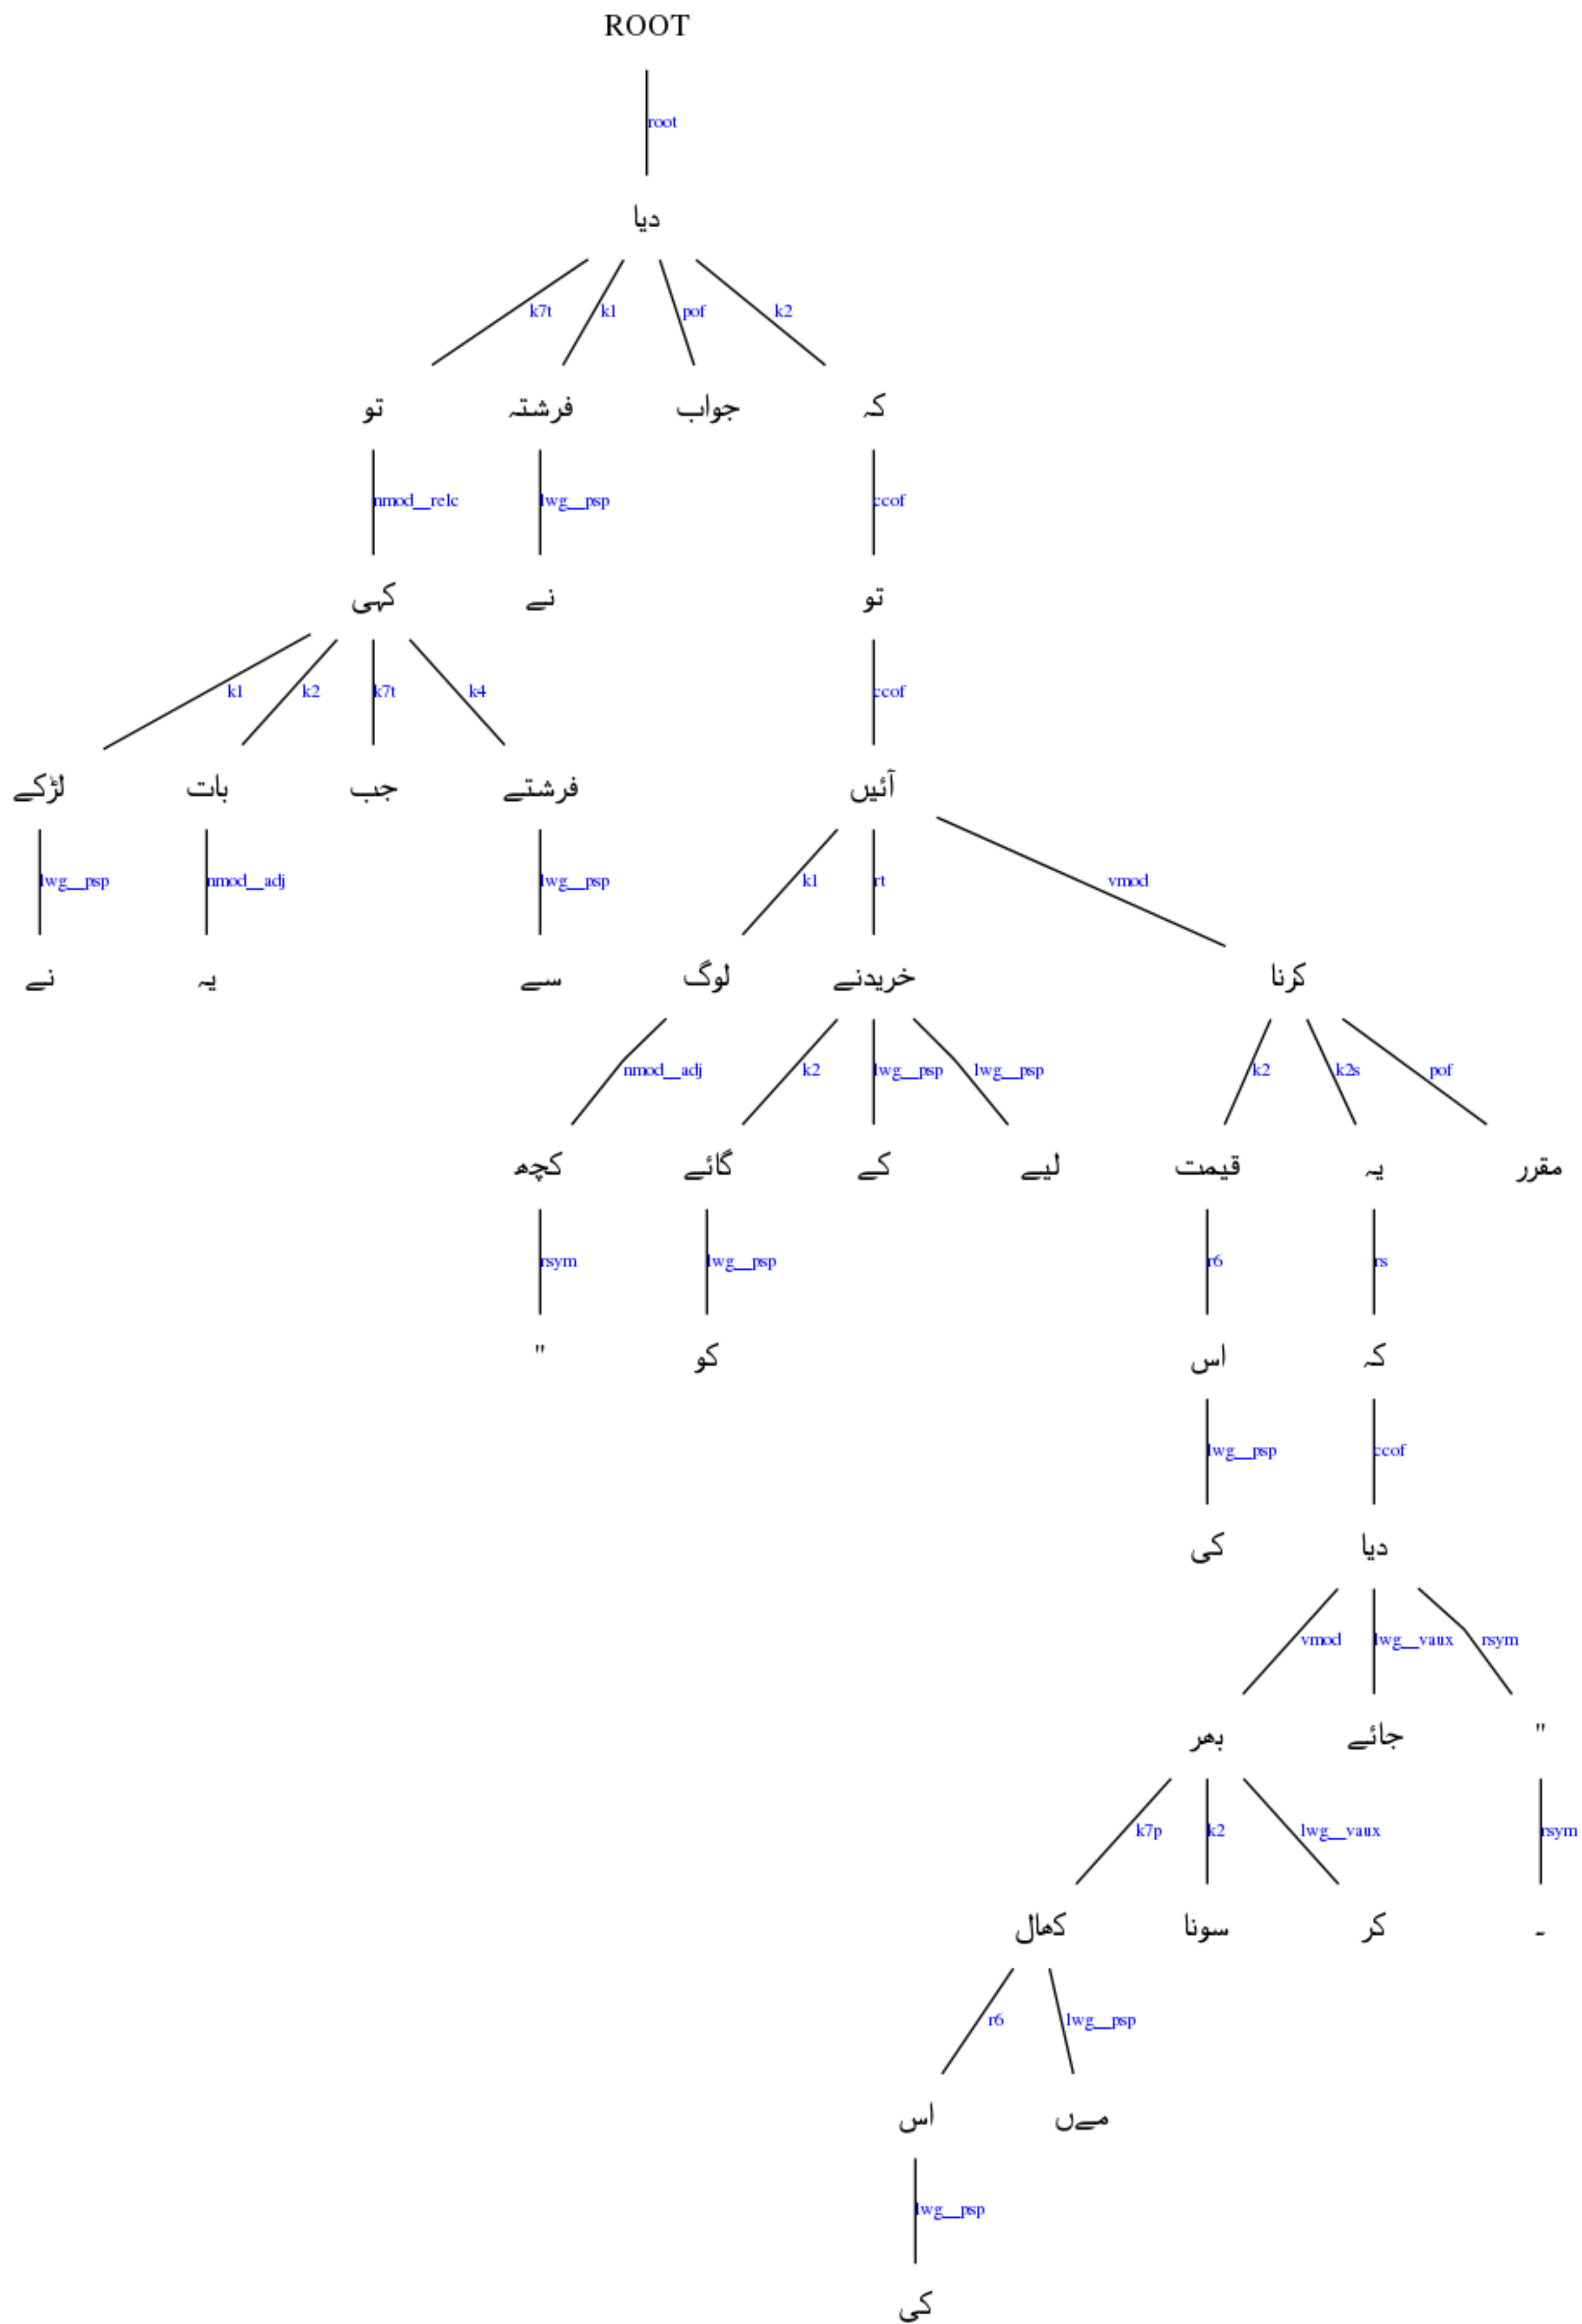 ROOT
root
دیا
k7t k1 pof k2
تو فرشتہ جواب کہ
nmod__relc lwg__psp ccof
کہی نے تو
k1 k2 k7t k4 ccof
لڑکے بات جب فرشتے آئیں
lwg__psp nmod__adj lwg__psp k1 rt vmod
نے یہ سے لوگ خریدنے کرنا
nmod__adj k2 lwg__psp lwg__psp k2 k2s pof
کچھ گائے کے لیے قیمت یہ مقرر
rsym lwg__psp r6 rs
" کو اس کہ
lwg__psp ccof
کی دیا
vmod lwg__vaux rsym
بھر جائے "
k7p k2 lwg__vaux rsym
کھال سونا کر ۔
r6 lwg__psp
اس مےں
lwg__psp
کی